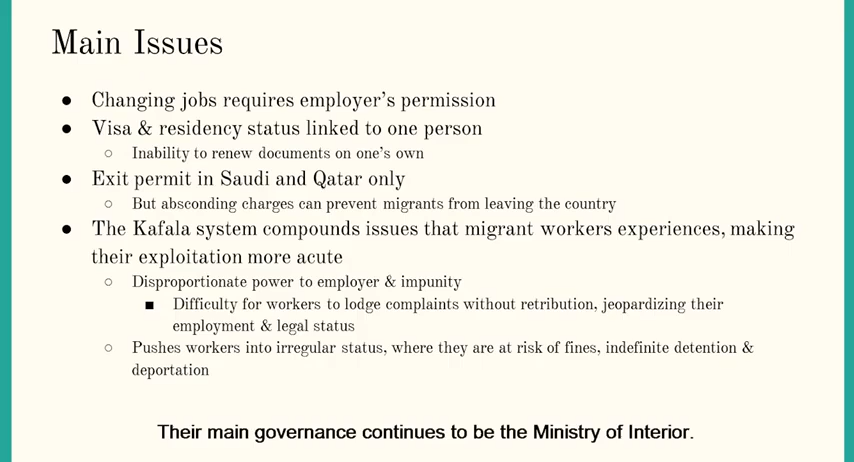 Main Issues
● Changing jobs requires employer's permission
● Visa & residency status linked to one person
○ Inability to renew documents on one's own
● Exit permit in Saudi and Qatar only
○ But absconding charges can prevent migrants from leaving the country
● The Kafala system compounds issues that migrant workers experiences, making
their exploitation more acute
○ Disproportionate power to employer & impunity
■ Difficulty for workers to lodge complaints without retribution, jeopardizing their
employment & legal status
○ Pushes workers into irregular status, where they are at risk of fines, indefinite detention &
deportation
Their main governance continues to be the Ministry of Interior.